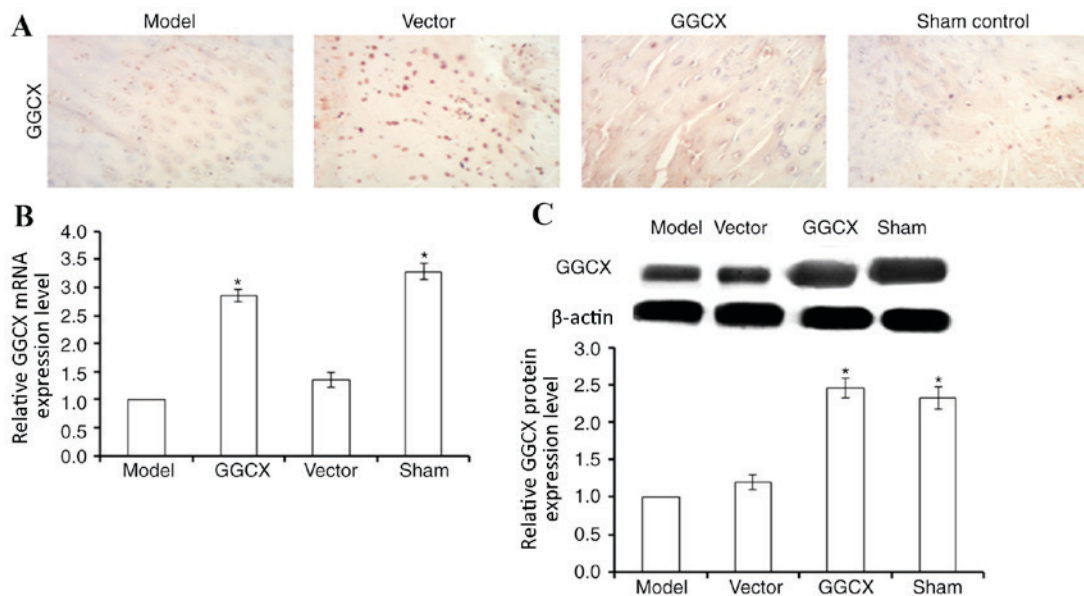 A
Model Vector GGCX Sham control
GGCX
B
Relative GGCX mRNA
expression level
4.0
3.5
3.0
2.5
2.0
1.5
1.0
0.5
0.0
* *
Model GGCX Vector Sham
C
Model Vector GGCX Sham
GGCX
β-actin
Relative GGCX protein
expression level
3.0
2.5
2.0
1.5
1.0
0.5
0.0
* *
Model Vector GGCX Sham